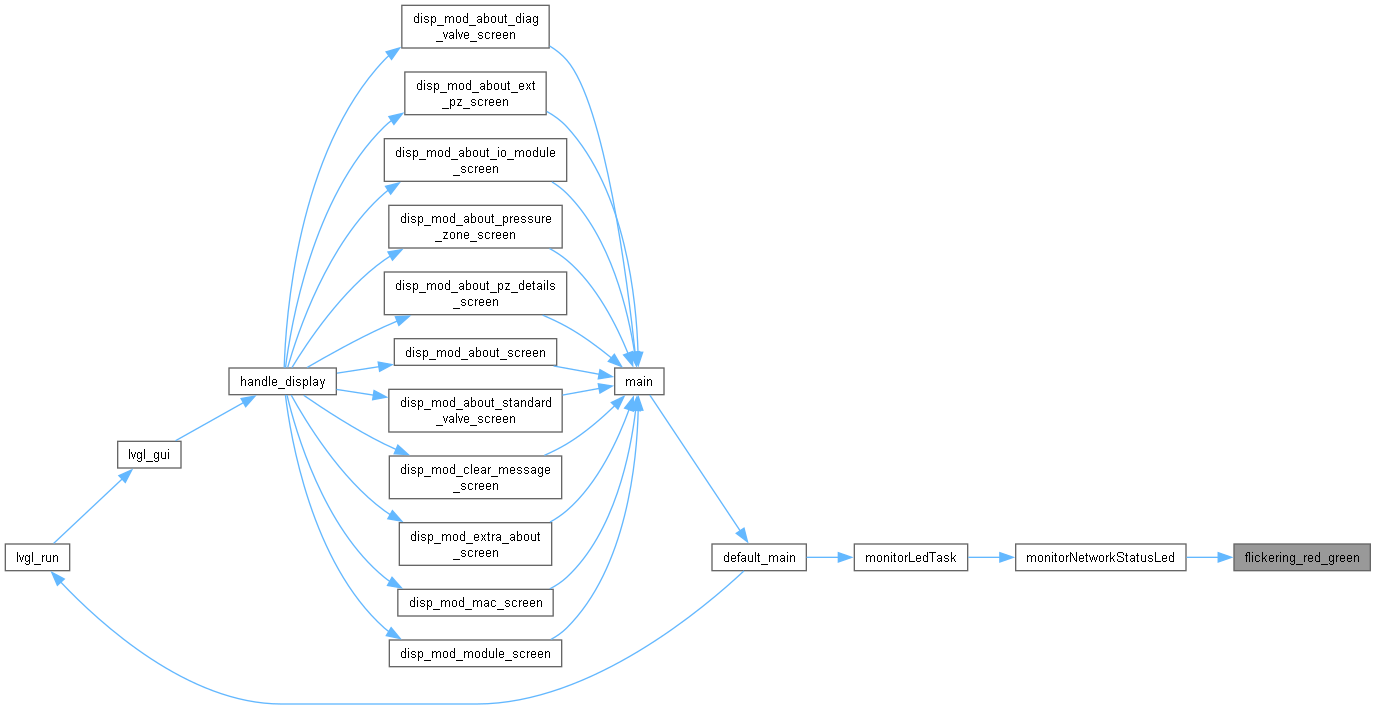 disp_mod_about_diag
_valve_screen
disp_mod_about_ext
_pz_screen
disp_mod_about_io_module
_screen
disp_mod_about_pressure
_zone_screen
disp_mod_about_pz_details
_screen
disp_mod_about_screen
handle_display
main
disp_mod_about_standard
_valve_screen
lvgl_gui
disp_mod_clear_message
_screen
disp_mod_extra_about
_screen
lvgl_run
default_main
monitorLedTask
monitorNetworkStatusLed
flickering_red_green
disp_mod_mac_screen
disp_mod_module_screen